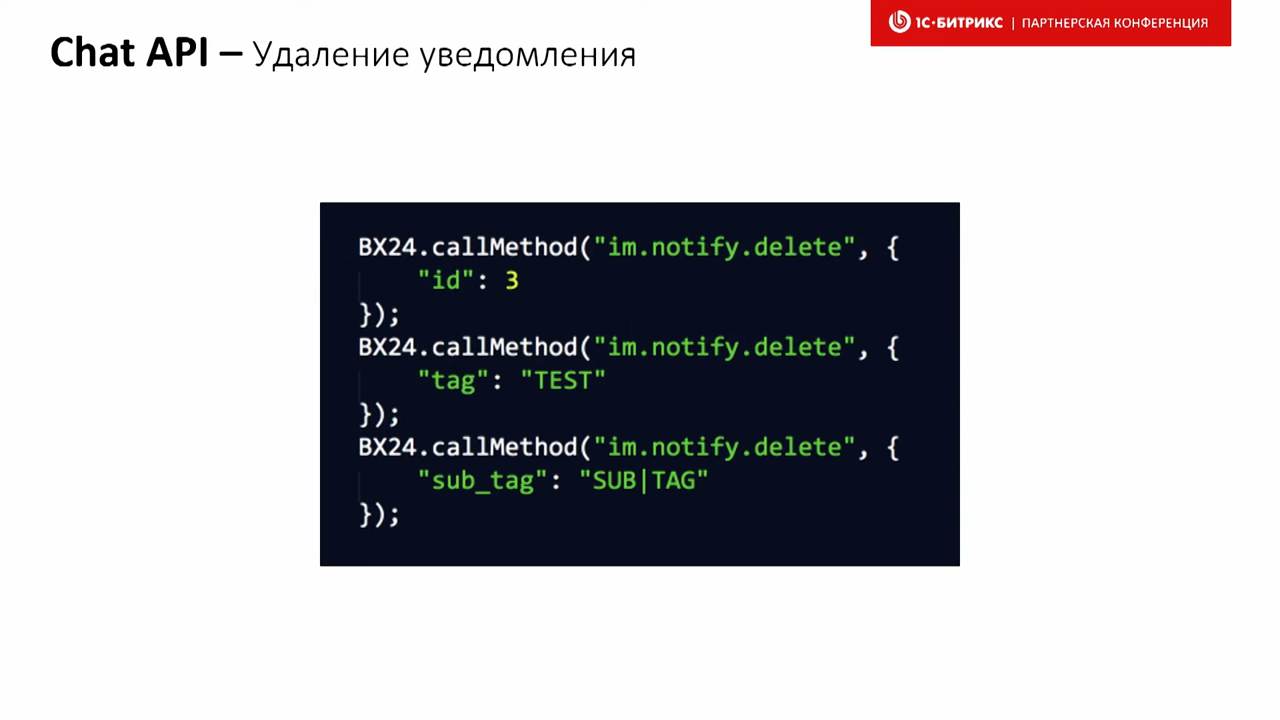 Chat API – Удаление уведомления
1С·БИТРИКС | ПАРТНЕРСКАЯ КОНФЕРЕНЦИЯ
BX24.callMethod("im.notify.delete", {
    "id": 3
});
BX24.callMethod("im.notify.delete", {
    "tag": "TEST"
});
BX24.callMethod("im.notify.delete", {
    "sub_tag": "SUB|TAG"
});